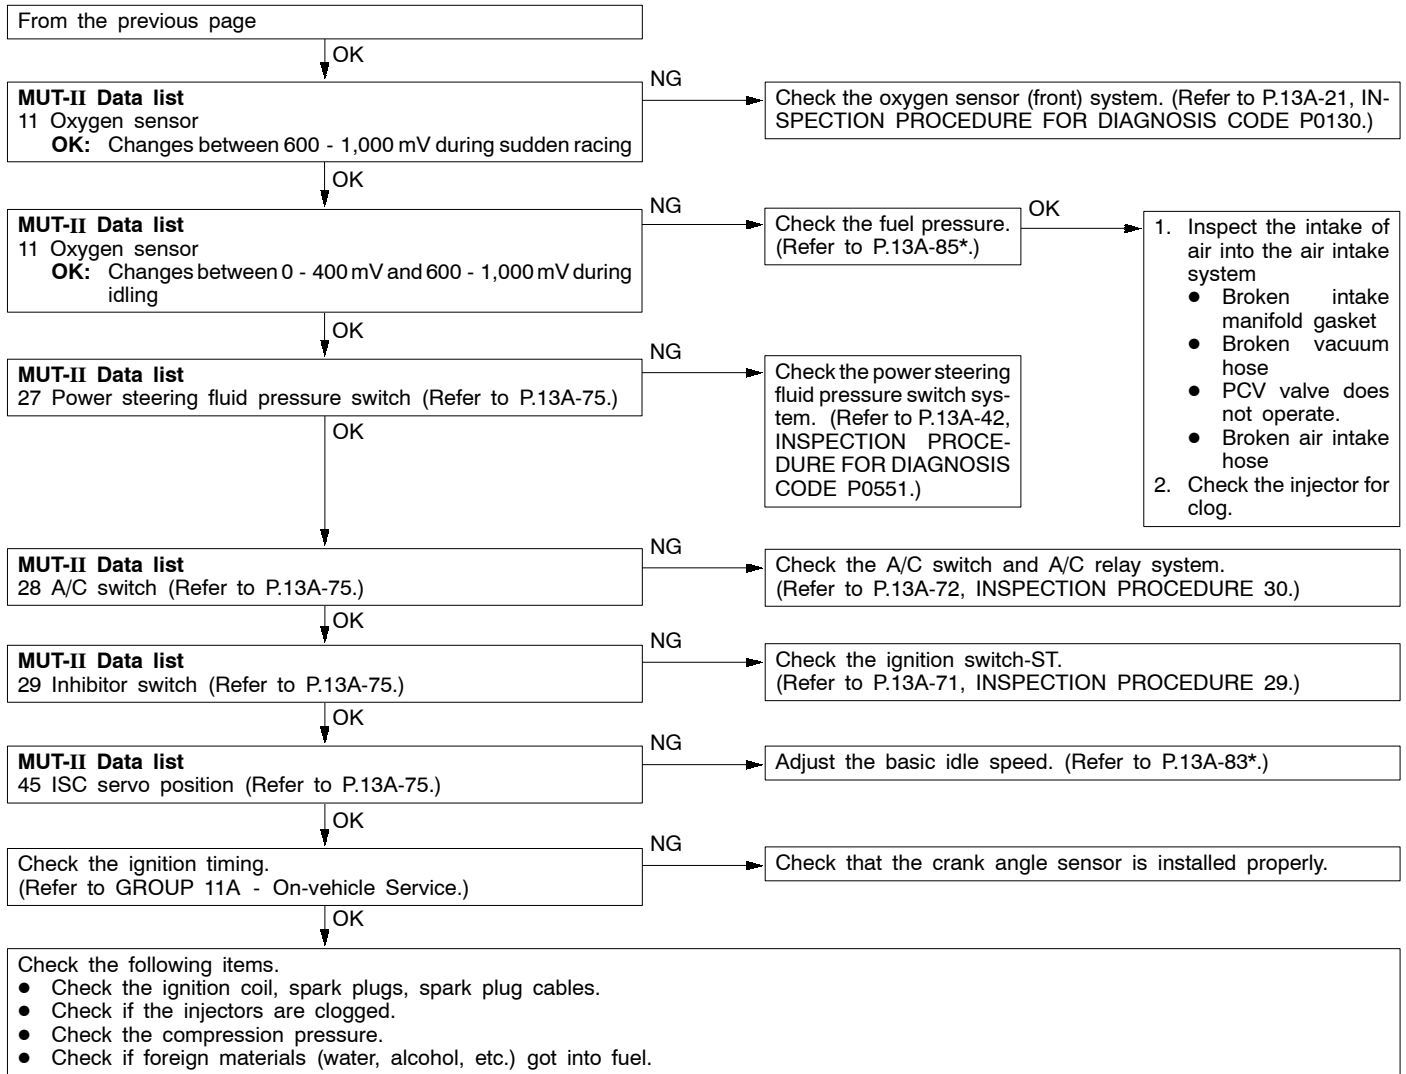 From the previous page
OK
MUT-II Data list
11 Oxygen sensor
OK: Changes between 600 - 1,000 mV during sudden racing
NG
Check the oxygen sensor (front) system. (Refer to P.13A-21, IN-
SPECTION PROCEDURE FOR DIAGNOSIS CODE P0130.)
OK
MUT-II Data list
11 Oxygen sensor
OK: Changes between 0 - 400 mV and 600 - 1,000 mV during
idling
NG
Check the fuel pressure.
(Refer to P.13A-85*.)
OK
1. Inspect the intake of
air into the air intake
system
● Broken intake
manifold gasket
● Broken vacuum
hose
● PCV valve does
not operate.
● Broken air intake
hose
2. Check the injector for
clog.
OK
MUT-II Data list
27 Power steering fluid pressure switch (Refer to P.13A-75.)
NG
Check the power steering
fluid pressure switch sys-
tem. (Refer to P.13A-42,
INSPECTION PROCE-
DURE FOR DIAGNOSIS
CODE P0551.)
OK
MUT-II Data list
28 A/C switch (Refer to P.13A-75.)
NG
Check the A/C switch and A/C relay system.
(Refer to P.13A-72, INSPECTION PROCEDURE 30.)
OK
MUT-II Data list
29 Inhibitor switch (Refer to P.13A-75.)
NG
Check the ignition switch-ST.
(Refer to P.13A-71, INSPECTION PROCEDURE 29.)
OK
MUT-II Data list
45 ISC servo position (Refer to P.13A-75.)
NG
Adjust the basic idle speed. (Refer to P.13A-83*.)
OK
Check the ignition timing.
(Refer to GROUP 11A - On-vehicle Service.)
NG
Check that the crank angle sensor is installed properly.
OK
Check the following items.
● Check the ignition coil, spark plugs, spark plug cables.
● Check if the injectors are clogged.
● Check the compression pressure.
● Check if foreign materials (water, alcohol, etc.) got into fuel.